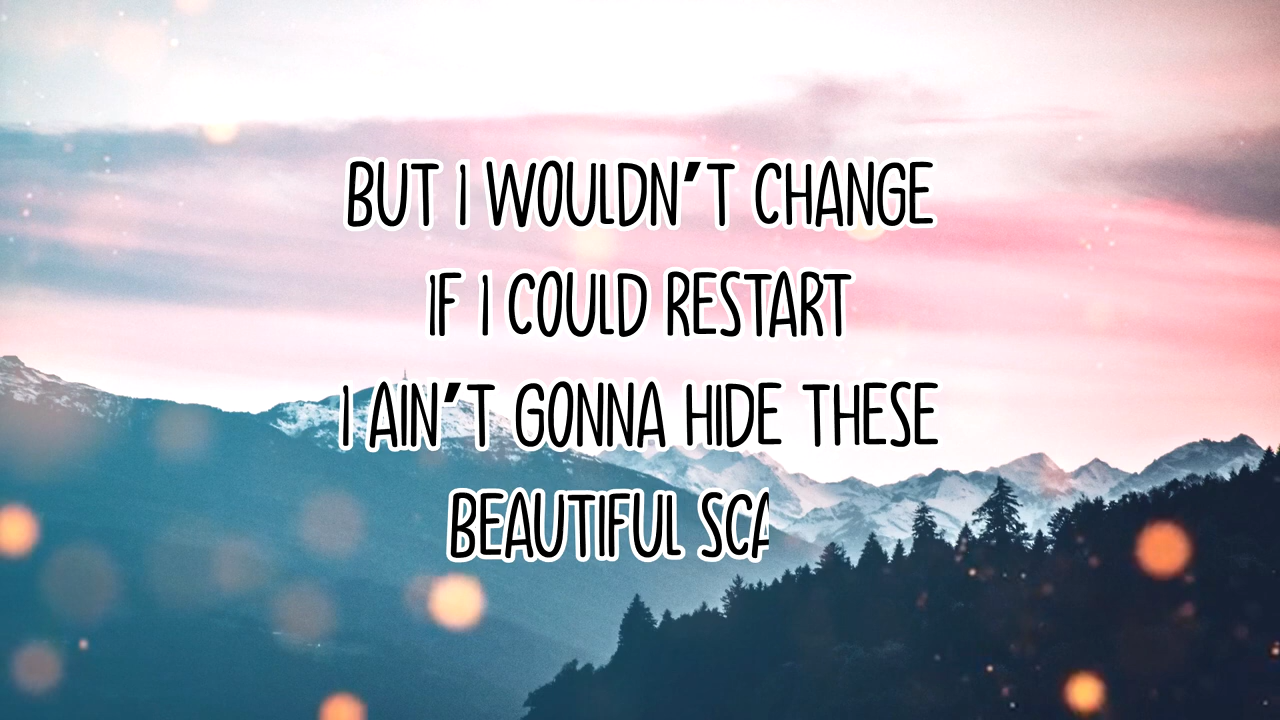 BUT I WOULDN'T CHANGE
IF I COULD RESTART
I AIN'T GONNA HIDE THESE
BEAUTIFUL SCA